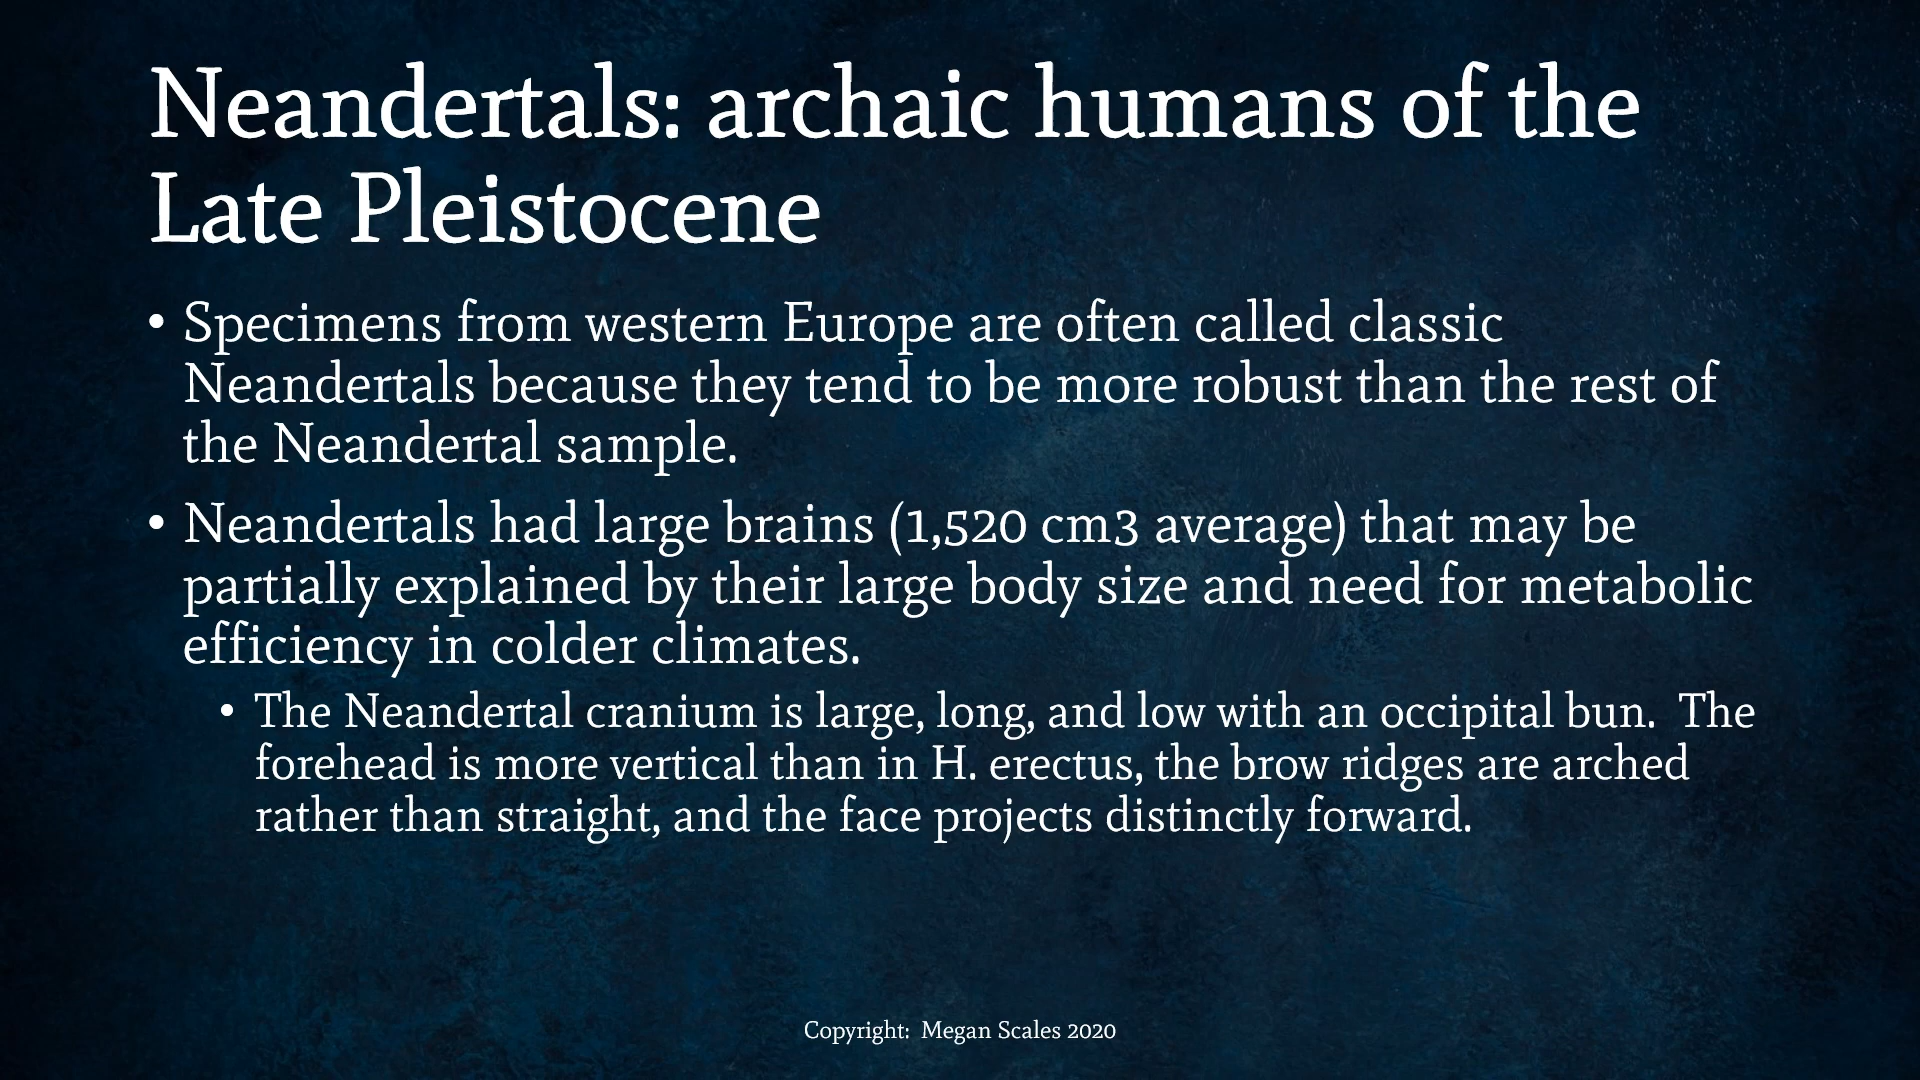 Neandertals: archaic humans of the
Late Pleistocene
• Specimens from western Europe are often called classic
Neandertals because they tend to be more robust than the rest of
the Neandertal sample.
• Neandertals had large brains (1,520 cm3 average) that may be
partially explained by their large body size and need for metabolic
efficiency in colder climates.
• The Neandertal cranium is large, long, and low with an occipital bun.  The
forehead is more vertical than in H. erectus, the brow ridges are arched
rather than straight, and the face projects distinctly forward.
Copyright:  Megan Scales 2020